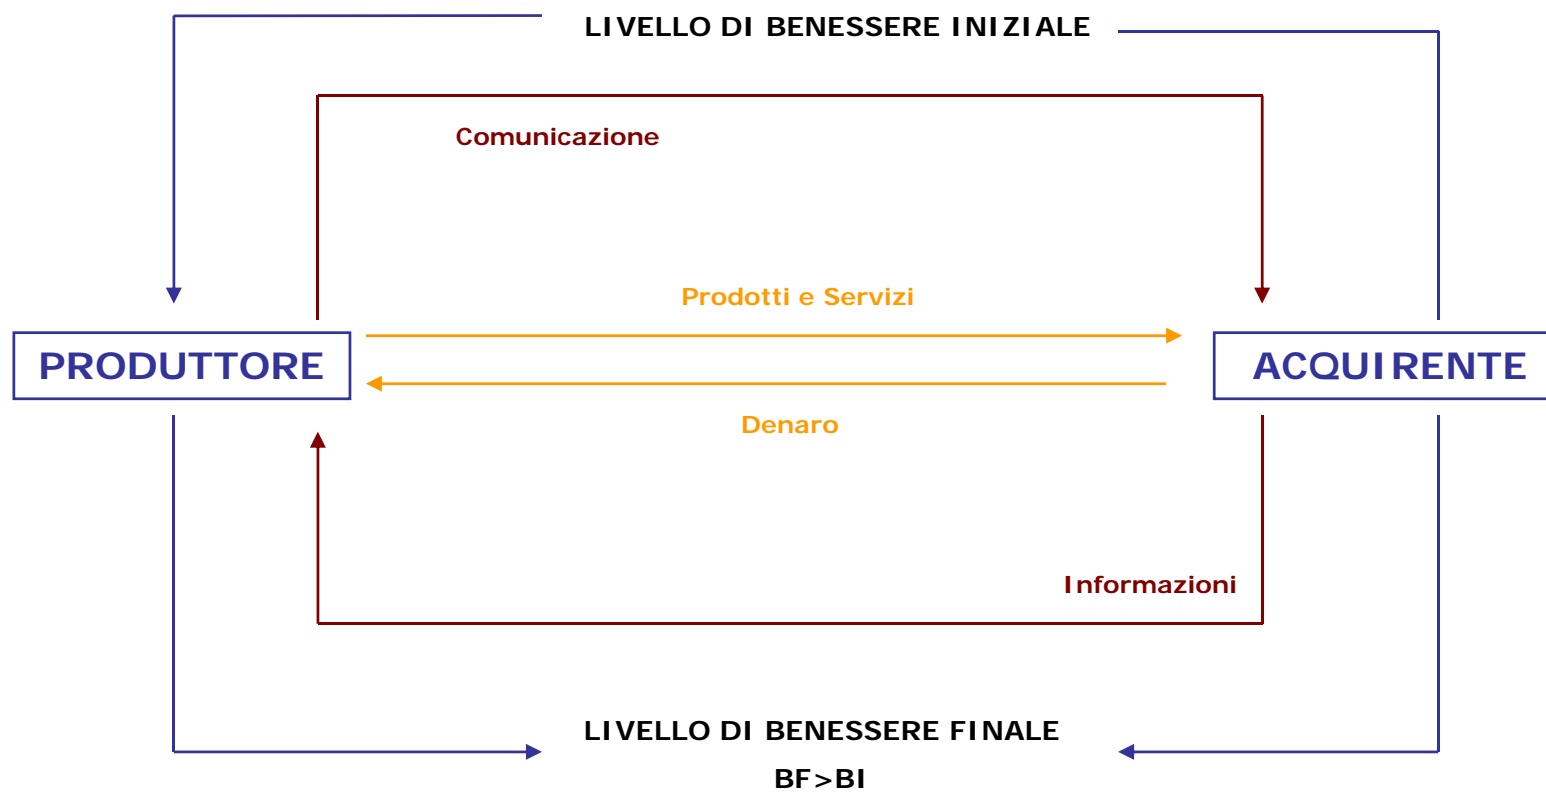 LIVELLO DI BENESSERE INIZIALE
Comunicazione
Prodotti e Servizi
PRODUTTORE
ACQUIRENTE
Denaro
Informazioni
LIVELLO DI BENESSERE FINALE
BF>BI